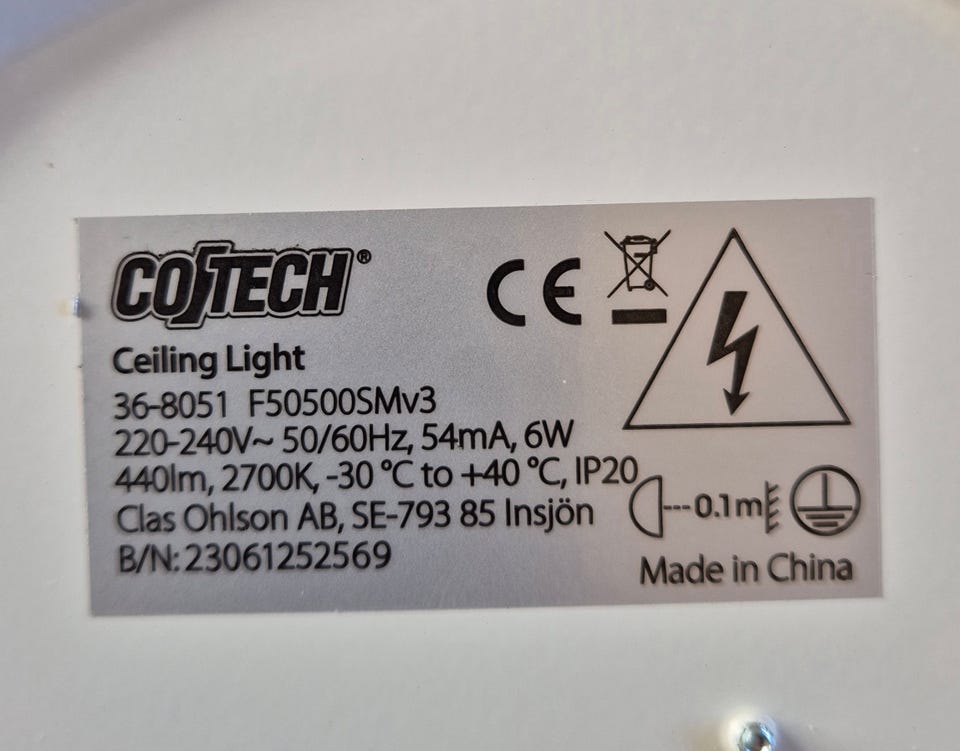 COTECH®
CE
Ceiling Light
36-8051 F50500SMv3
220-240V~ 50/60Hz, 54mA, 6W
440lm, 2700K, -30 °C to +40 °C, IP20
0.1m
Clas Ohlson AB, SE-793 85 Insjön
B/N: 23061252569
Made in China